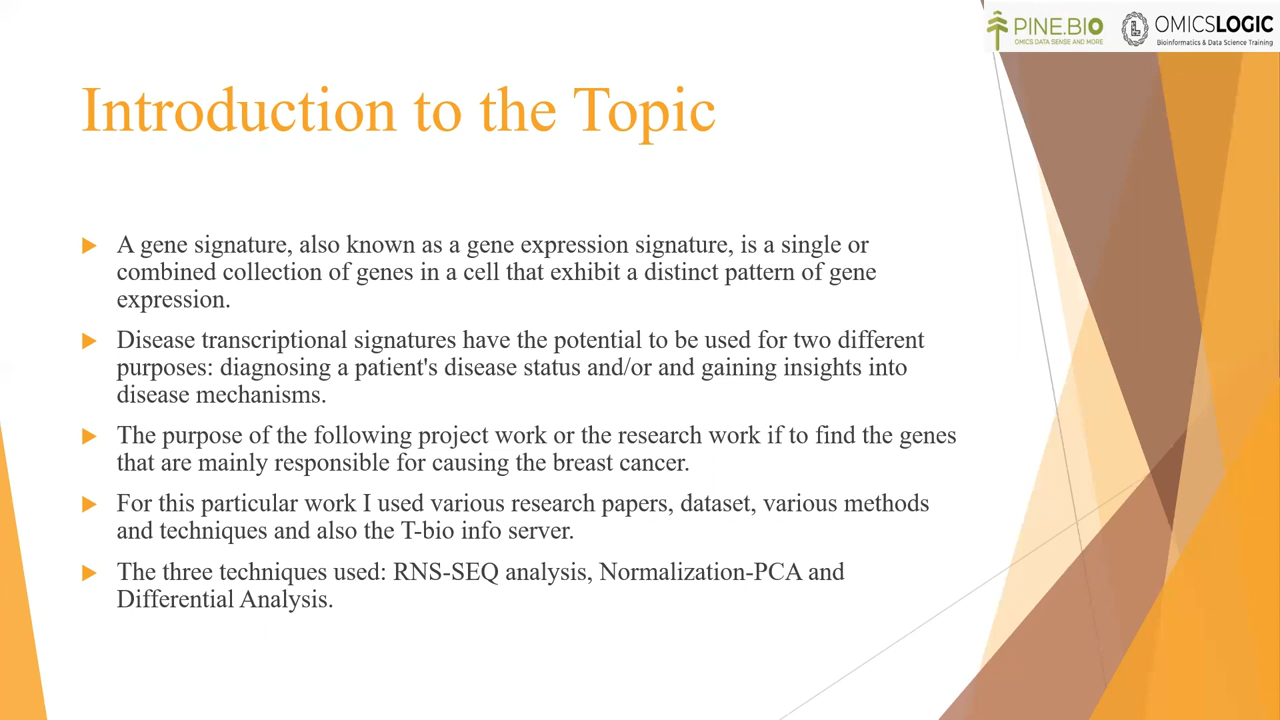 PINE.BIO
OMICS DATA SENSE AND MORE
OMICSLOGIC
Bioinformatics & Data Science Training
Introduction to the Topic
A gene signature, also known as a gene expression signature, is a single or
combined collection of genes in a cell that exhibit a distinct pattern of gene
expression.
Disease transcriptional signatures have the potential to be used for two different
purposes: diagnosing a patient's disease status and/or and gaining insights into
disease mechanisms.
The purpose of the following project work or the research work if to find the genes
that are mainly responsible for causing the breast cancer.
For this particular work I used various research papers, dataset, various methods
and techniques and also the T-bio info server.
The three techniques used: RNS-SEQ analysis, Normalization-PCA and
Differential Analysis.